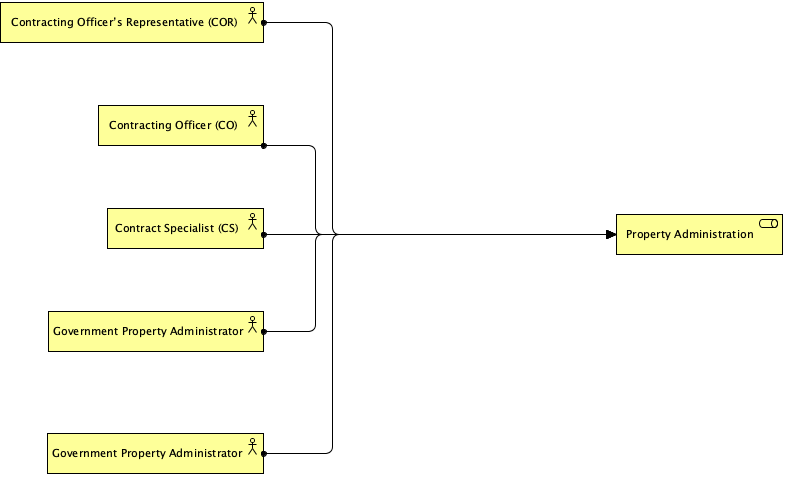 Contracting Officer's Representative (COR)
Contracting Officer (CO)
Contract Specialist (CS)
Property Administration
Government Property Administrator
Government Property Administrator